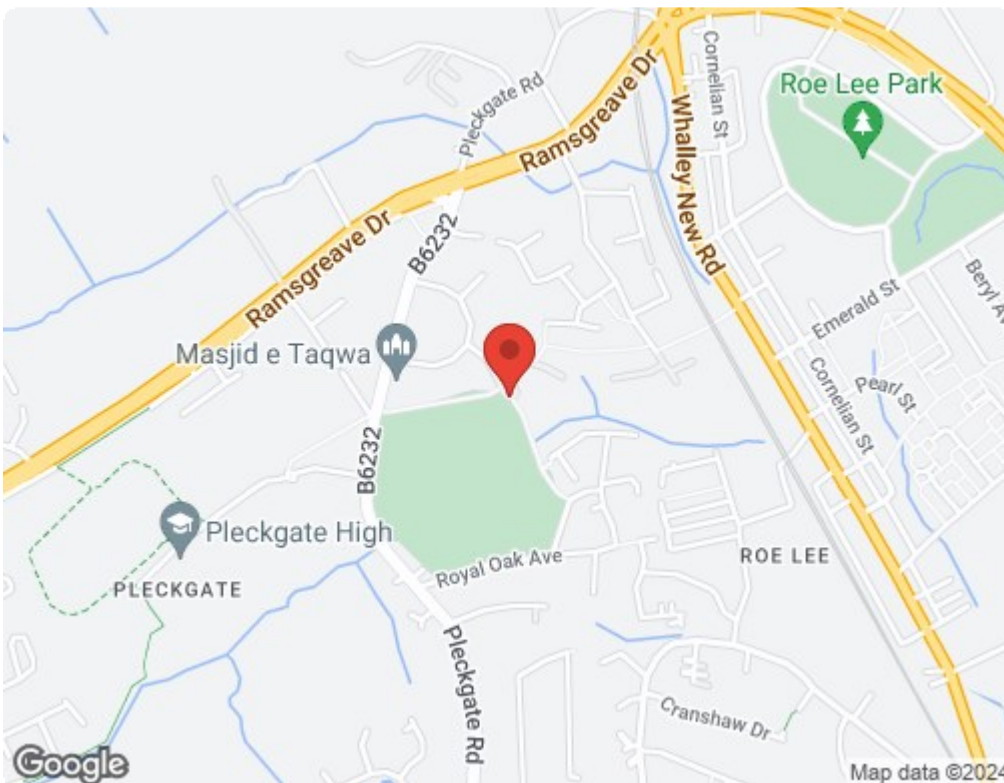 Pleckgate Rd
Ramsgreave Dr
Cornelian St
Roe Lee Park
Whalley New Rd
B6232
Ramsgreave Dr
Beryl Av
Emerald St
Masjid e Taqwa
Cornelian St
Pearl St
B6232
Pleckgate High
Royal Oak Ave
ROE LEE
PLECKGATE
Pleckgate Rd
Cranshaw Dr
Google
Map data ©2024